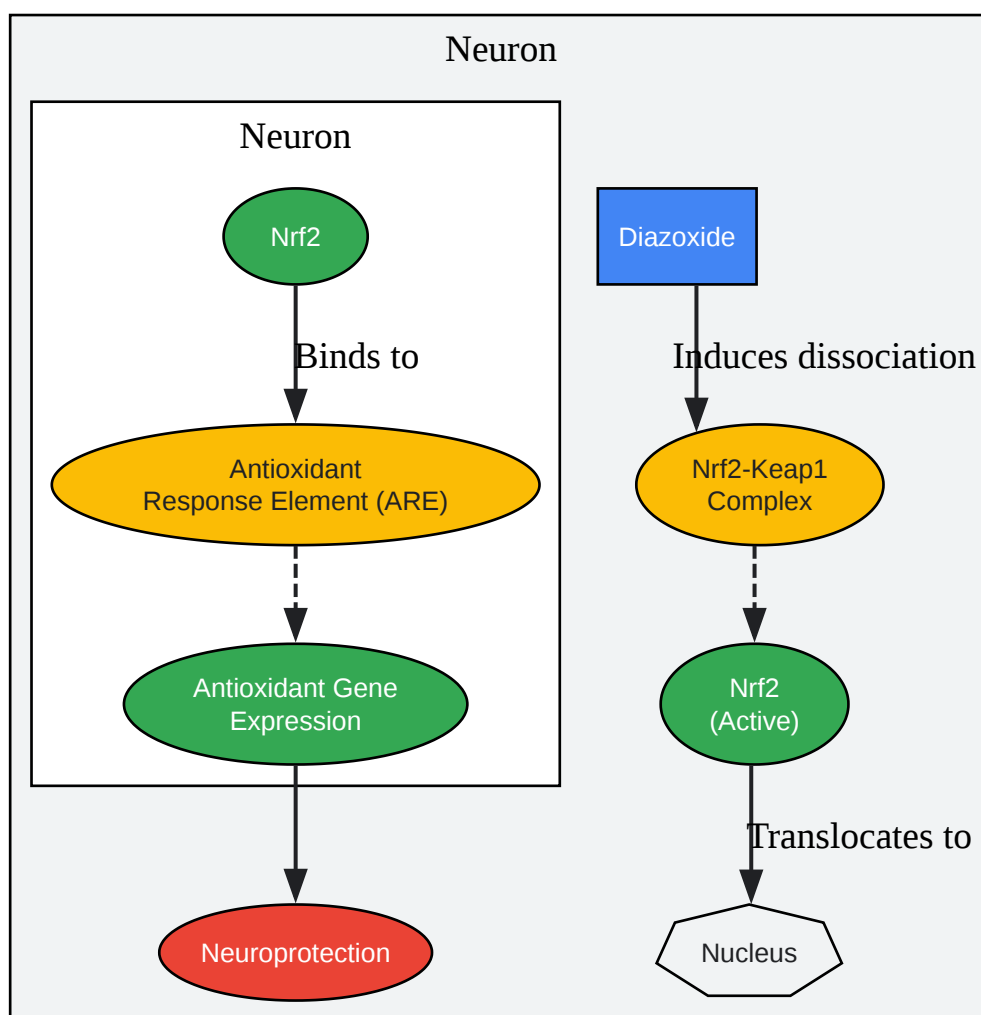 Neuron
Neuron
Nrf2
Binds to
Antioxidant
Response Element (ARE)
Antioxidant Gene
Expression
Neuroprotection
Diazoxide
Induces dissociation
Nrf2-Keap1
Complex
Nrf2
(Active)
Translocates to
Nucleus